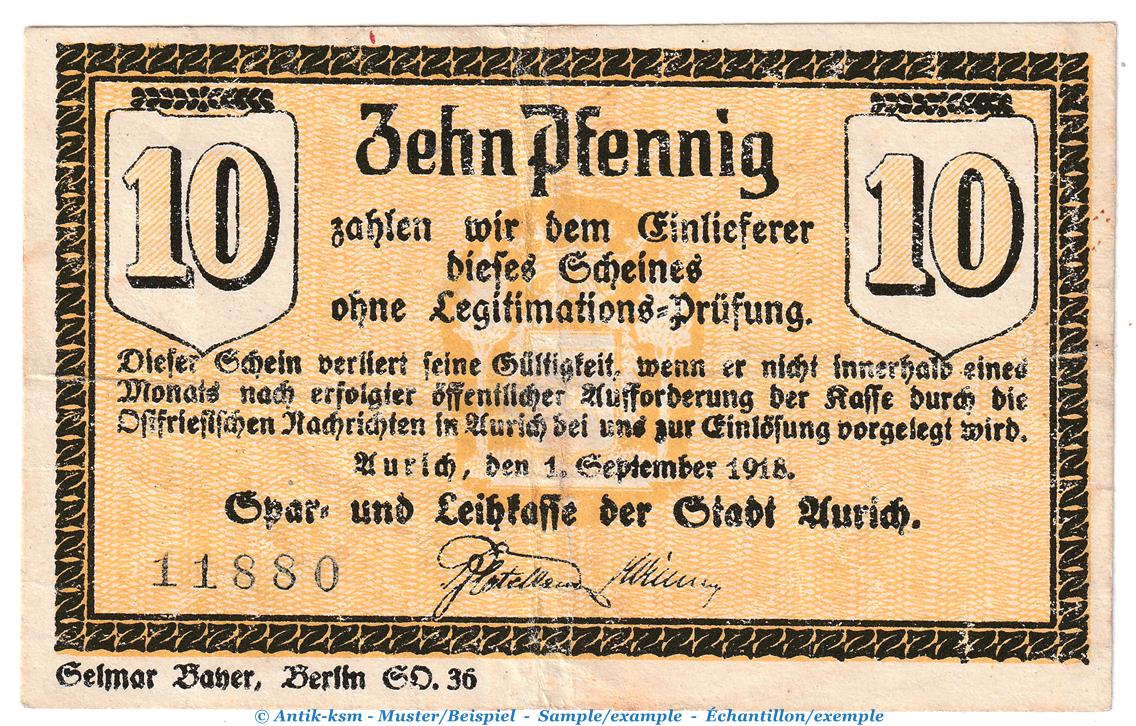 10
Zehn Pfennig
10
zahlen wir dem Einlieferer
dieses Scheines
ohne Legitimations-Prüfung.
Dieser Schein verliert seine Gültigkeit, wenn er nicht innerhalb eines
Monats nach erfolgter öffentlicher Aufforderung der Kasse durch die
Ostfriesischen Nachrichten in Aurich bei uns zur Einlösung vorgelegt wird.
Aurich, den 1. September 1918.
Spar- und Leihkasse der Stadt Aurich.
11880
Selmar Bayer, Berlin SO. 36
© Antik-ksm - Muster/Beispiel - Sample/example - Échantillon/exemple